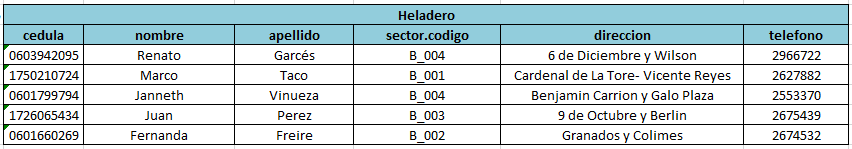 Heladero
cedula nombre apellido sector.codigo direccion telefono
0603942095 Renato Garcés B_004 6 de Diciembre y Wilson 2966722
1750210724 Marco Taco B_001 Cardenal de La Tore- Vicente Reyes 2627882
0601799794 Janneth Vinueza B_004 Benjamin Carrion y Galo Plaza 2553370
1726065434 Juan Perez B_003 9 de Octubre y Berlin 2675439
0601660269 Fernanda Freire B_002 Granados y Colimes 2674532